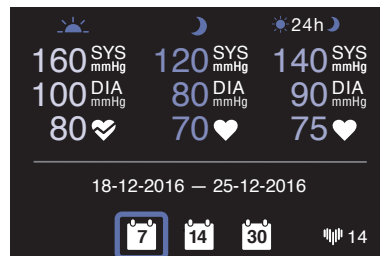 24h
160 SYS mmHg 120 SYS mmHg 140 SYS mmHg
100 DIA mmHg 80 DIA mmHg 90 DIA mmHg
80 70 75
18-12-2016 — 25-12-2016
7 14 30 14